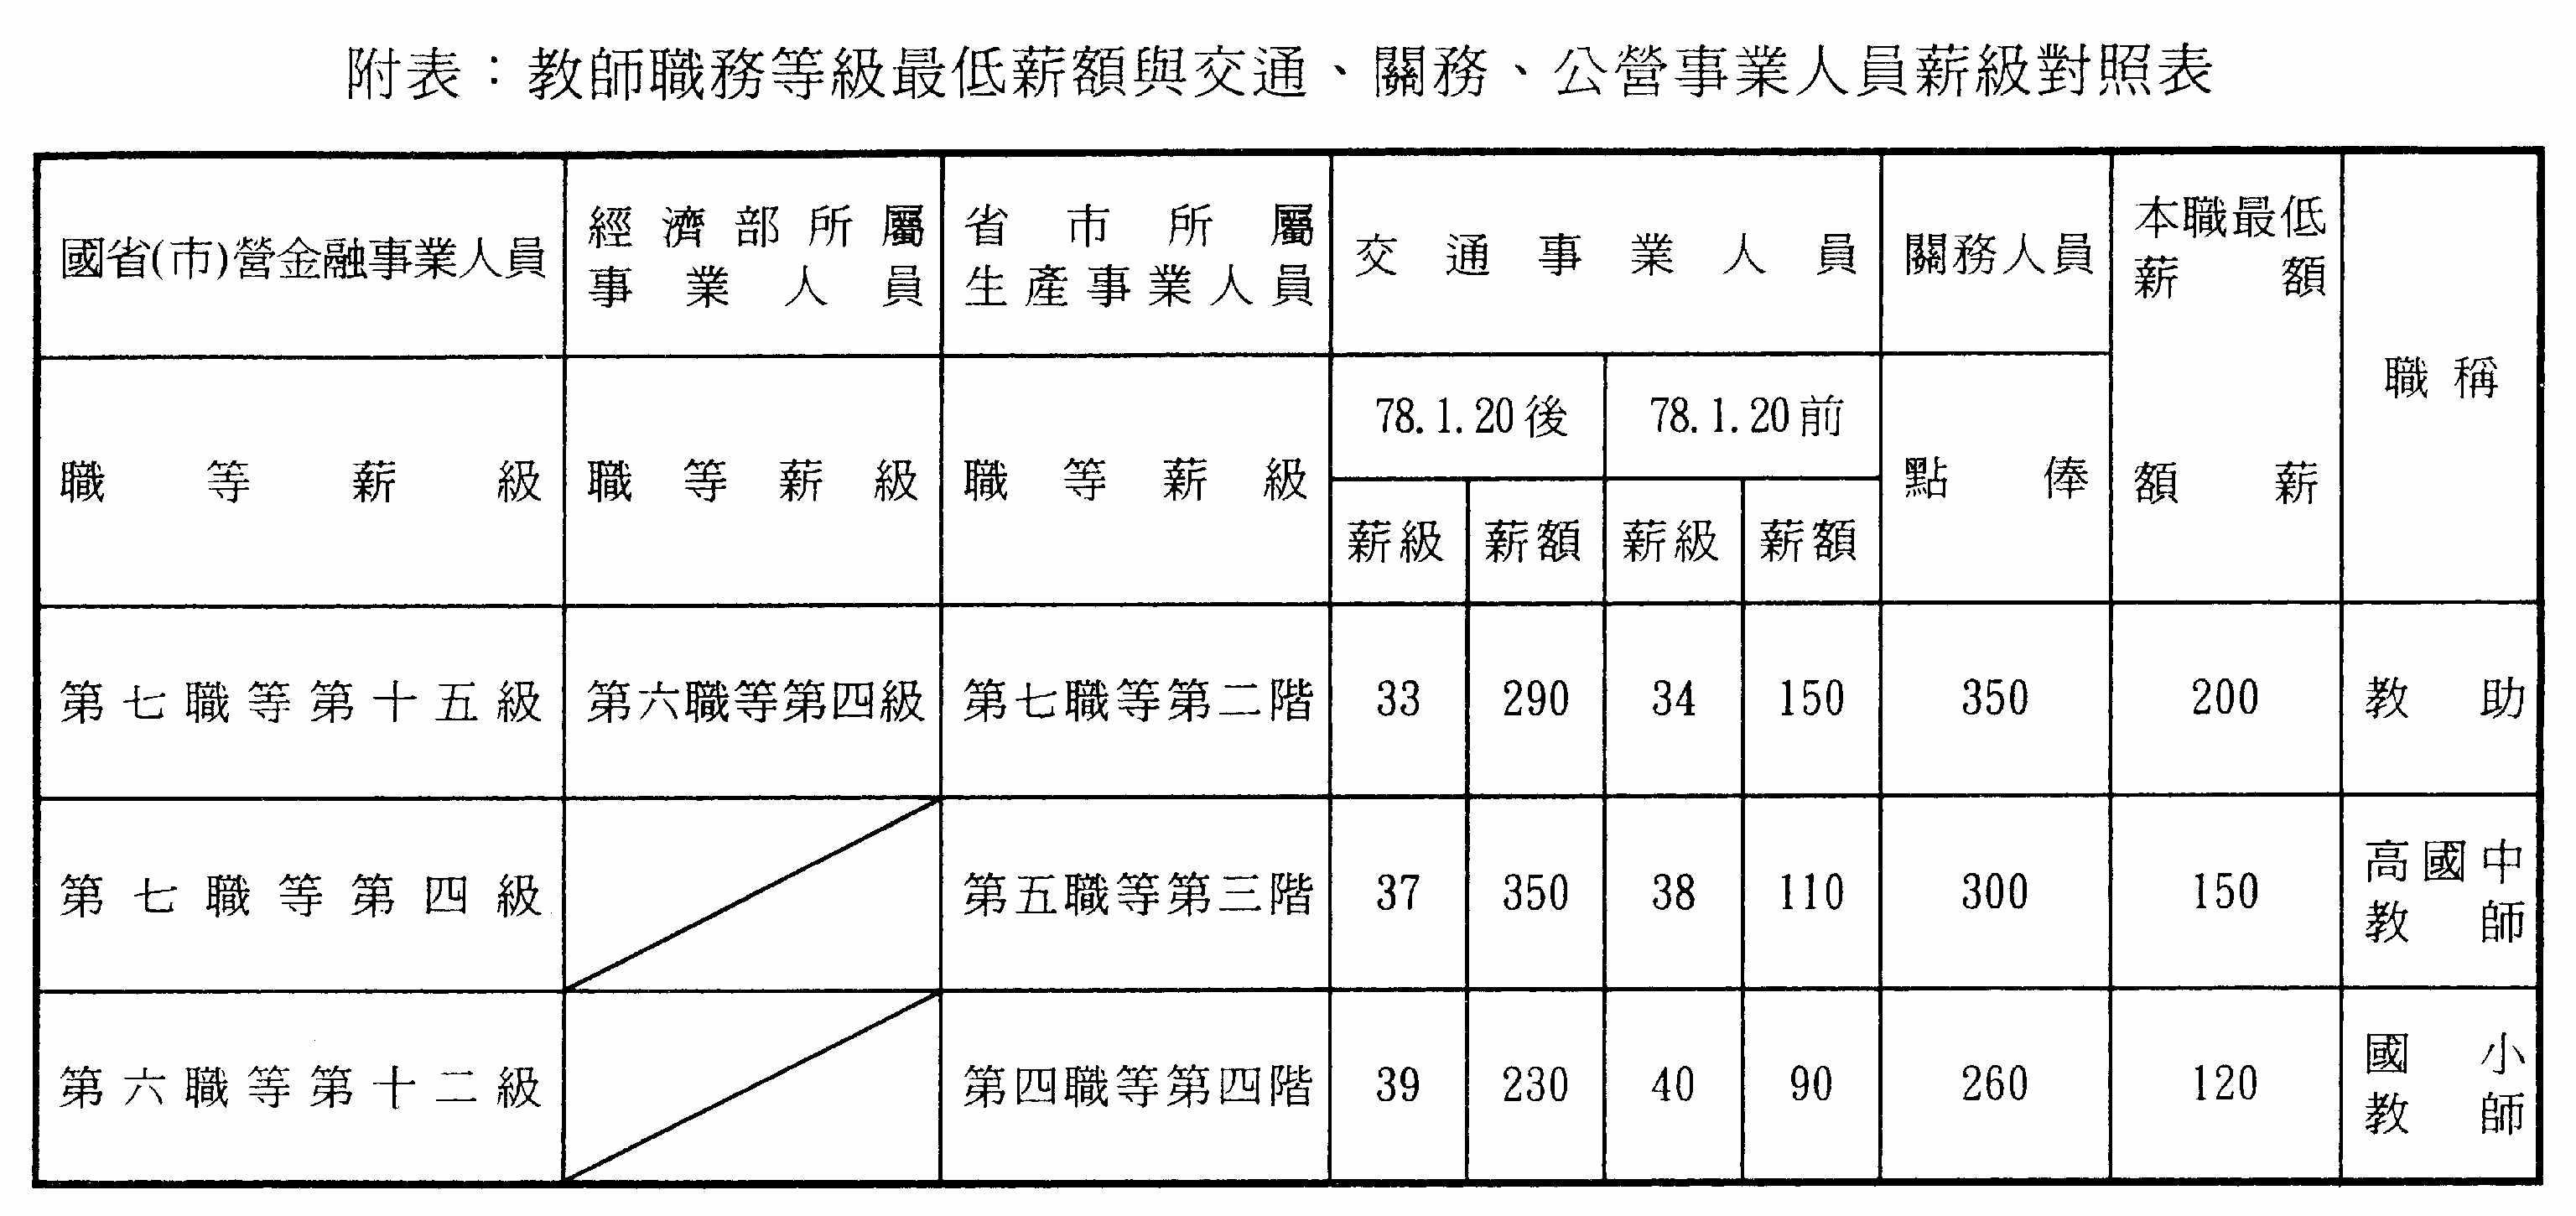 附表：教師職務等級最低薪額與交通、關務、公營事業人員薪級對照表
國省(市)營金融事業人員
經濟部所屬
事業人員
省市所屬
生產事業人員
交通事業人員
關務人員
本職最低
薪額
職稱
職等薪級
職等薪級
職等薪級
78.1.20後
78.1.20前
薪級
薪額
薪級
薪額
點俸
額薪
第七職等第十五級
第六職等第四級
第七職等第二階
33
290
34
150
350
200
教助
第七職等第四級
第五職等第三階
37
350
38
110
300
150
高國中
教師
第六職等第十二級
第四職等第四階
39
230
40
90
260
120
國小
教師